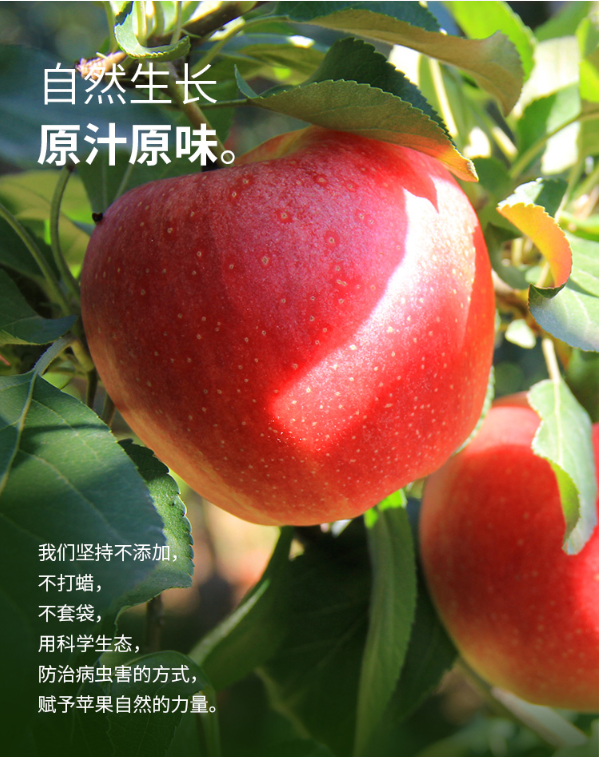 自然生长
原汁原味。
我们坚持不添加，
不打蜡，
不套袋，
用科学生态，
防治病虫害的方式，
赋予苹果自然的力量。